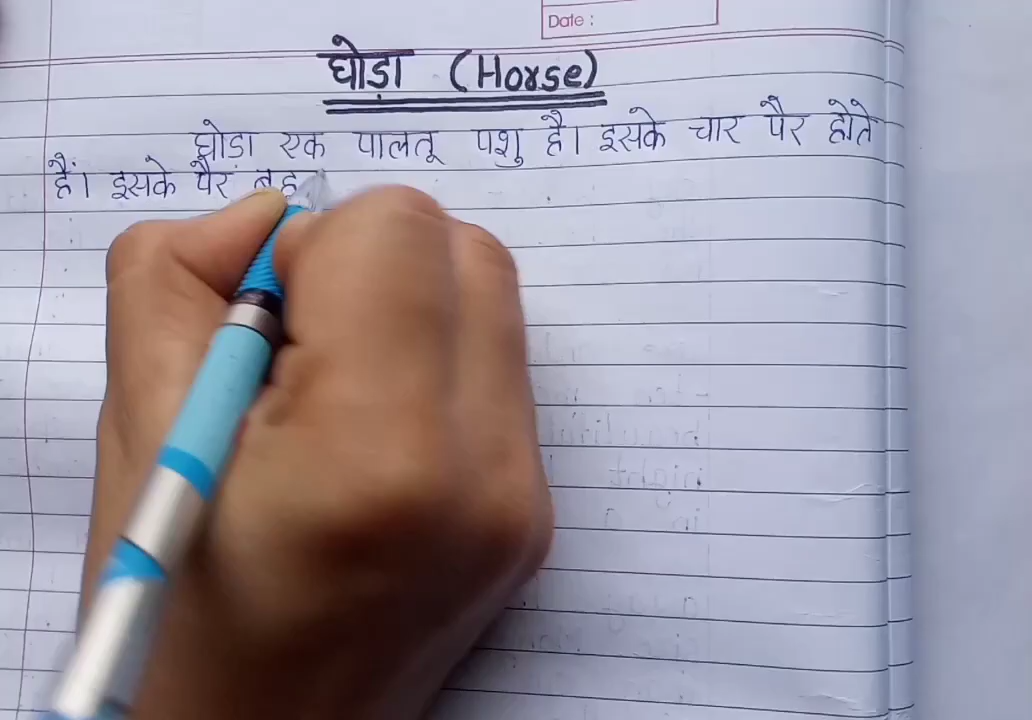 Date :
घोड़ा (Horse)
घोड़ा एक पालतू पशु है। इसके चार पैर होते
हैं। इसके पैर